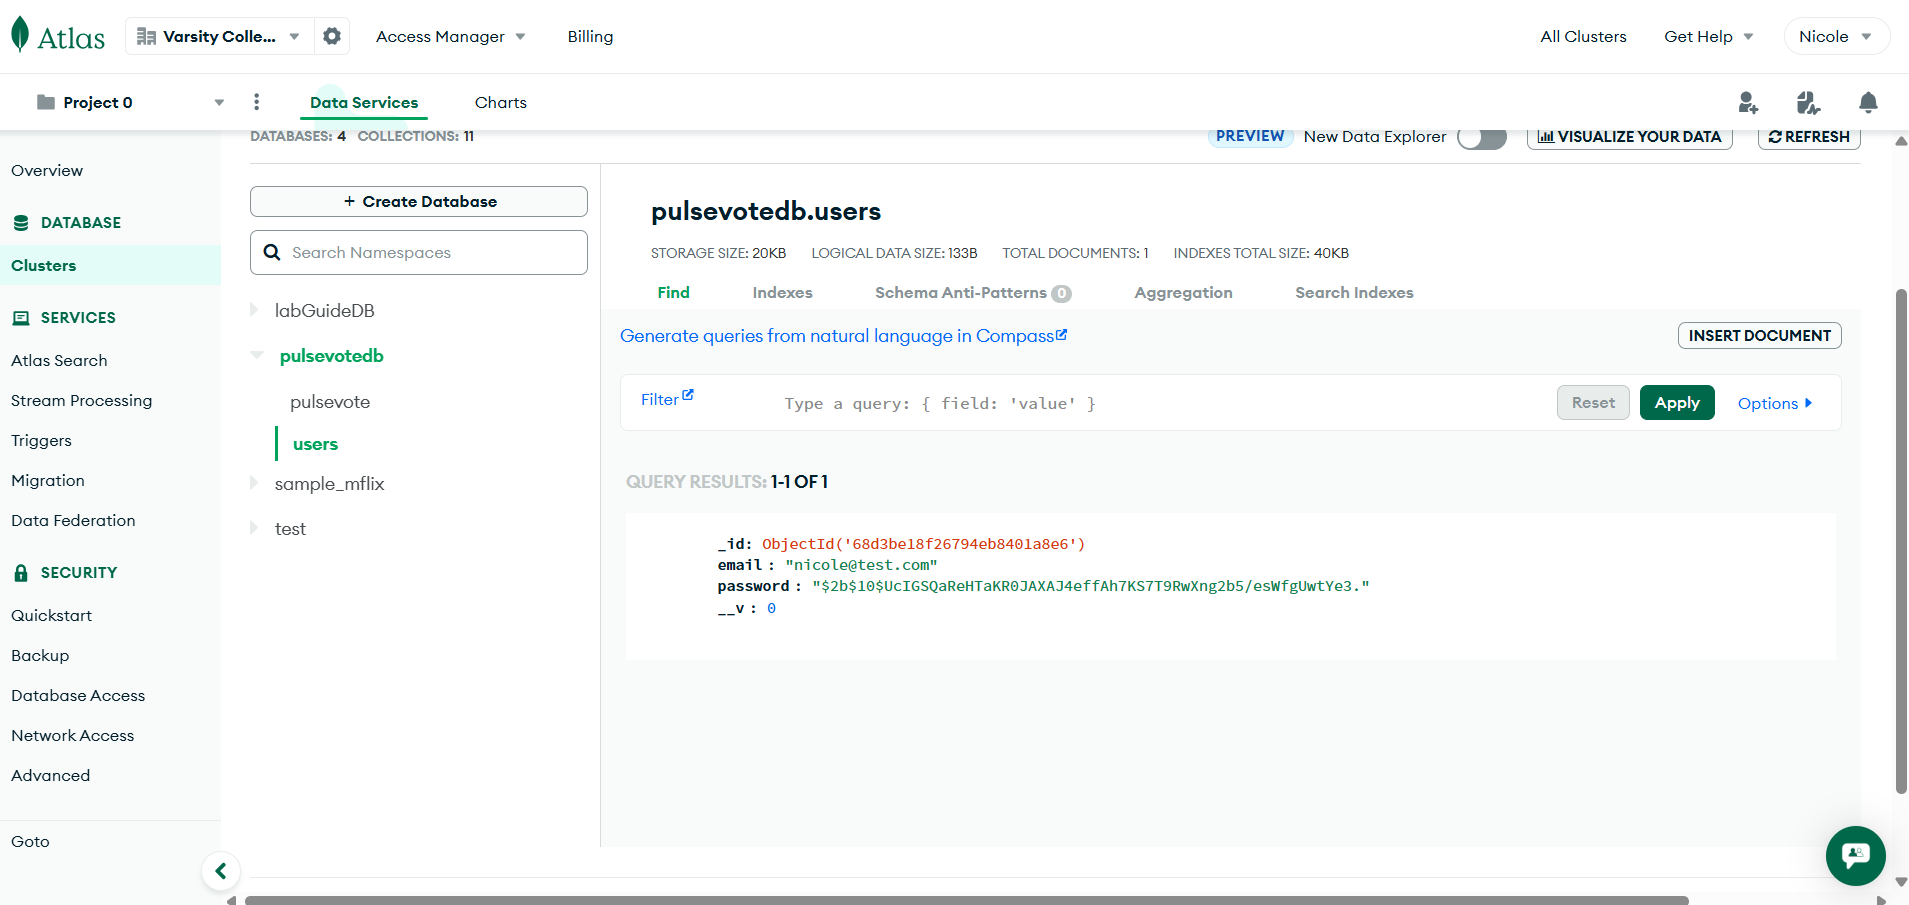 Atlas
Varsity Colle...
Access Manager
Billing
All Clusters
Get Help
Nicole
Project 0
Data Services
Charts
DATABASES: 4 COLLECTIONS: 11
PREVIEW
New Data Explorer
VISUALIZE YOUR DATA
REFRESH
Overview
DATABASE
Clusters
SERVICES
Atlas Search
Stream Processing
Triggers
Migration
Data Federation
SECURITY
Quickstart
Backup
Database Access
Network Access
Advanced
Goto
+ Create Database
Search Namespaces
labGuideDB
pulsevotedb
pulsevote
users
sample_mflix
test
pulsevotedb.users
STORAGE SIZE: 20KB LOGICAL DATA SIZE: 133B TOTAL DOCUMENTS: 1 INDEXES TOTAL SIZE: 40KB
Find
Indexes
Schema Anti-Patterns 0
Aggregation
Search Indexes
Generate queries from natural language in Compass
INSERT DOCUMENT
Filter
Type a query: { field: 'value' }
Reset
Apply
Options
QUERY RESULTS: 1-1 OF 1
_id: ObjectId('68d3be18f26794eb8401a8e6')
email : "nicole@test.com"
password : "$2b$10$UcIGSQaReHTaKR0JAXAJ4effAh7KS7T9RwXng2b5/esWfgUwtYe3."
__v : 0